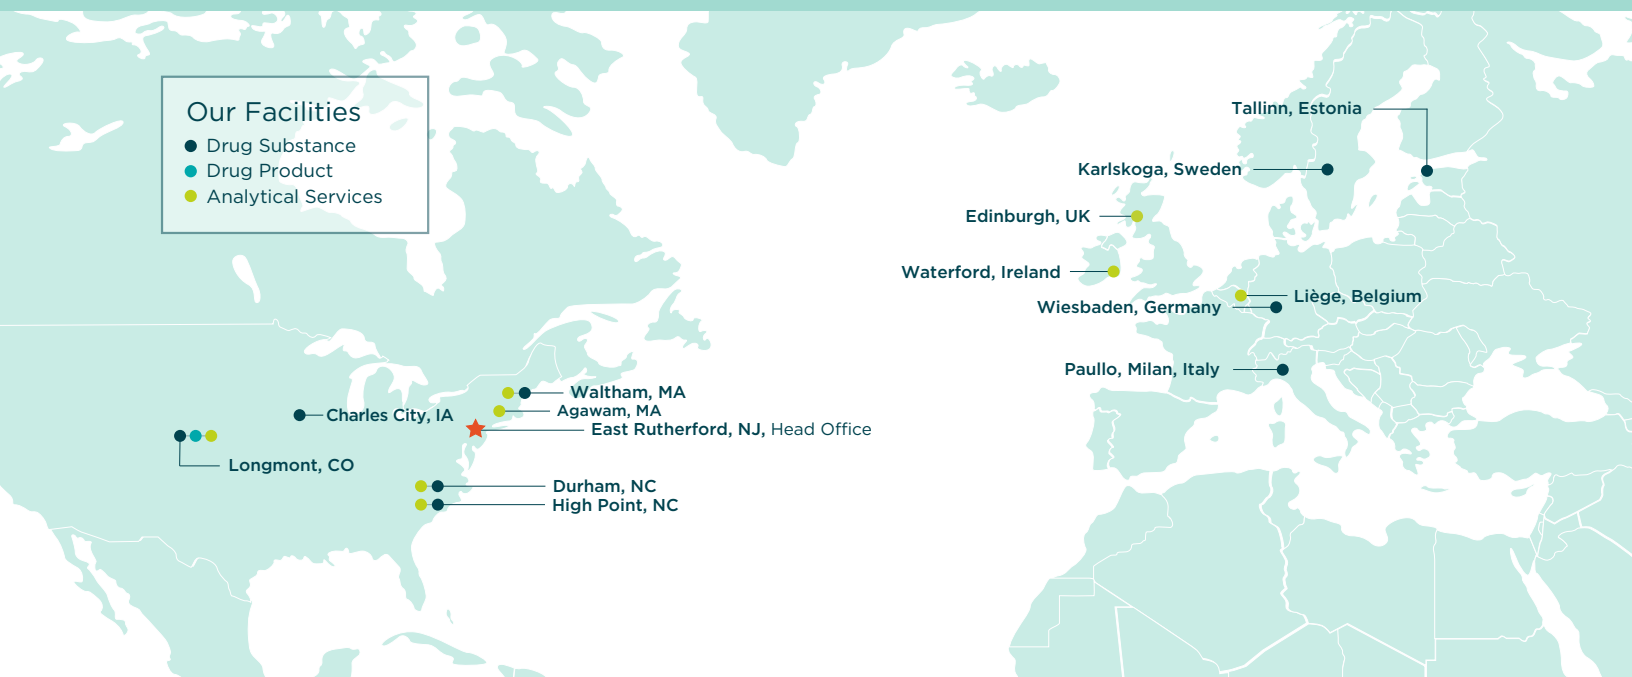 Our Facilities
Drug Substance
Drug Product
Analytical Services
Tallinn, Estonia
Karlskoga, Sweden
Edinburgh, UK
Waterford, Ireland
Liège, Belgium
Wiesbaden, Germany
Paullo, Milan, Italy
Waltham, MA
Agawam, MA
Charles City, IA
East Rutherford, NJ, Head Office
Longmont, CO
Durham, NC
High Point, NC